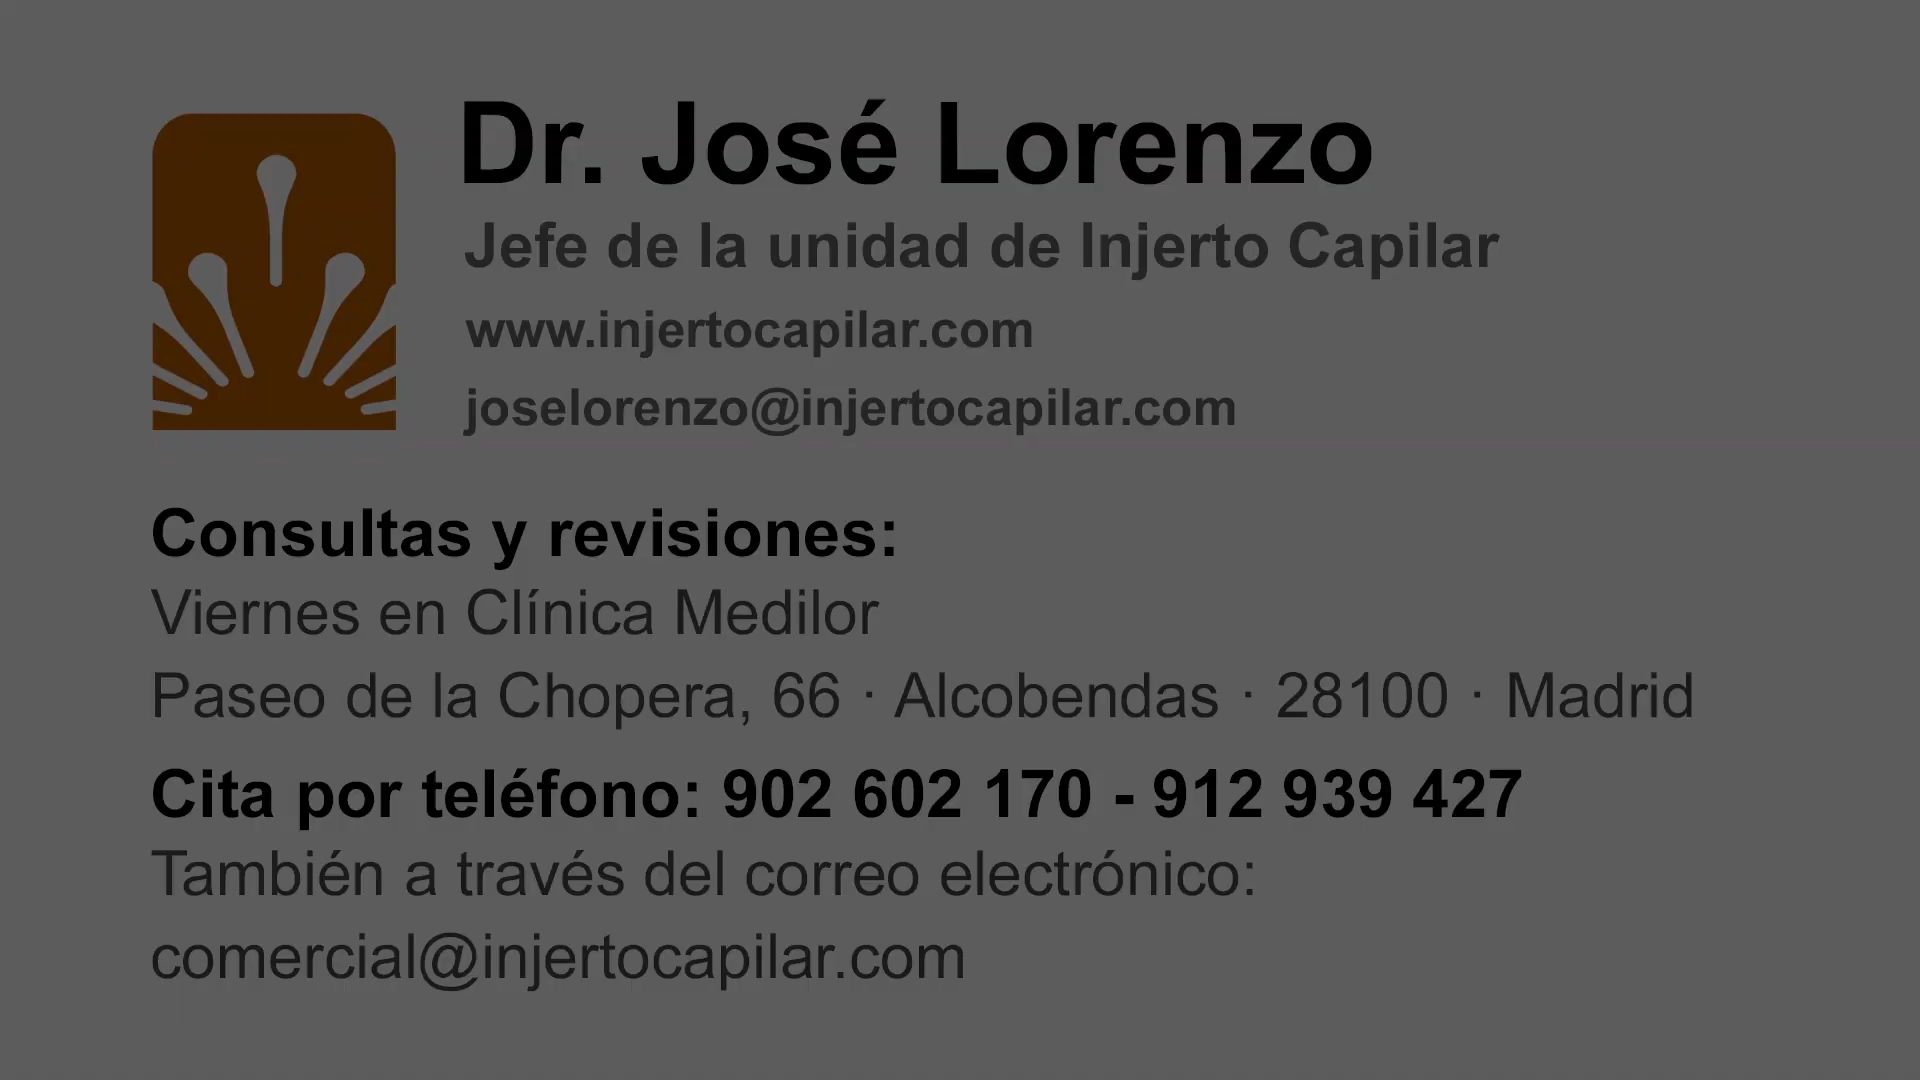 Dr. José Lorenzo
Jefe de la unidad de Injerto Capilar
www.injertocapilar.com
joselorenzo@injertocapilar.com
Consultas y revisiones:
Viernes en Clínica Medilor
Paseo de la Chopera, 66 · Alcobendas · 28100 · Madrid
Cita por teléfono: 902 602 170 - 912 939 427
También a través del correo electrónico:
comercial@injertocapilar.com